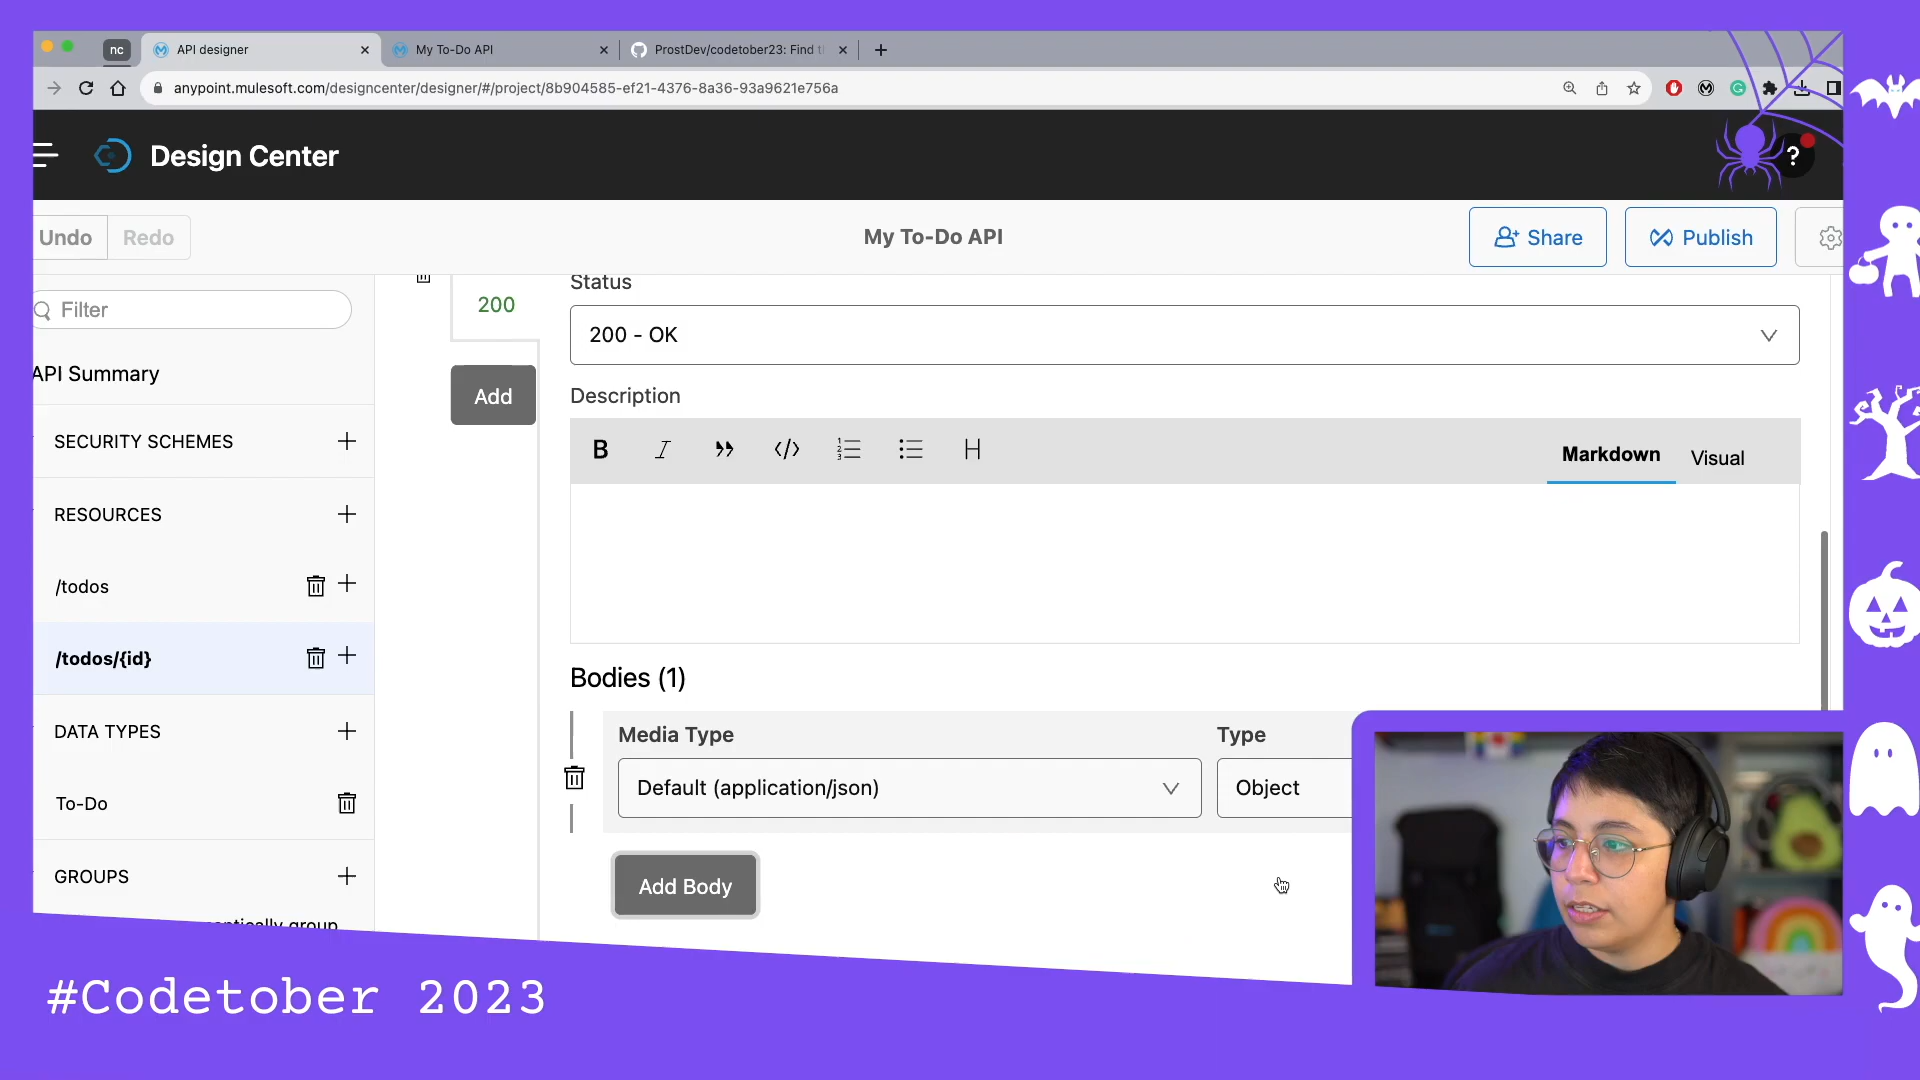 nc
API designer
My To-Do API
ProstDev/codetober23: Find t
anypoint.mulesoft.com/designcenter/designer/#/project/8b904585-ef21-4376-8a36-93a9621e756a
Design Center
?
Undo
Redo
My To-Do API
Share
Publish
Filter
API Summary
SECURITY SCHEMES
RESOURCES
/todos
/todos/{id}
DATA TYPES
To-Do
GROUPS
group
200
Add
Status
200 - OK
Description
B I H
Markdown
Visual
Bodies (1)
Media Type
Type
Default (application/json)
Object
Add Body
#Codetober 2023